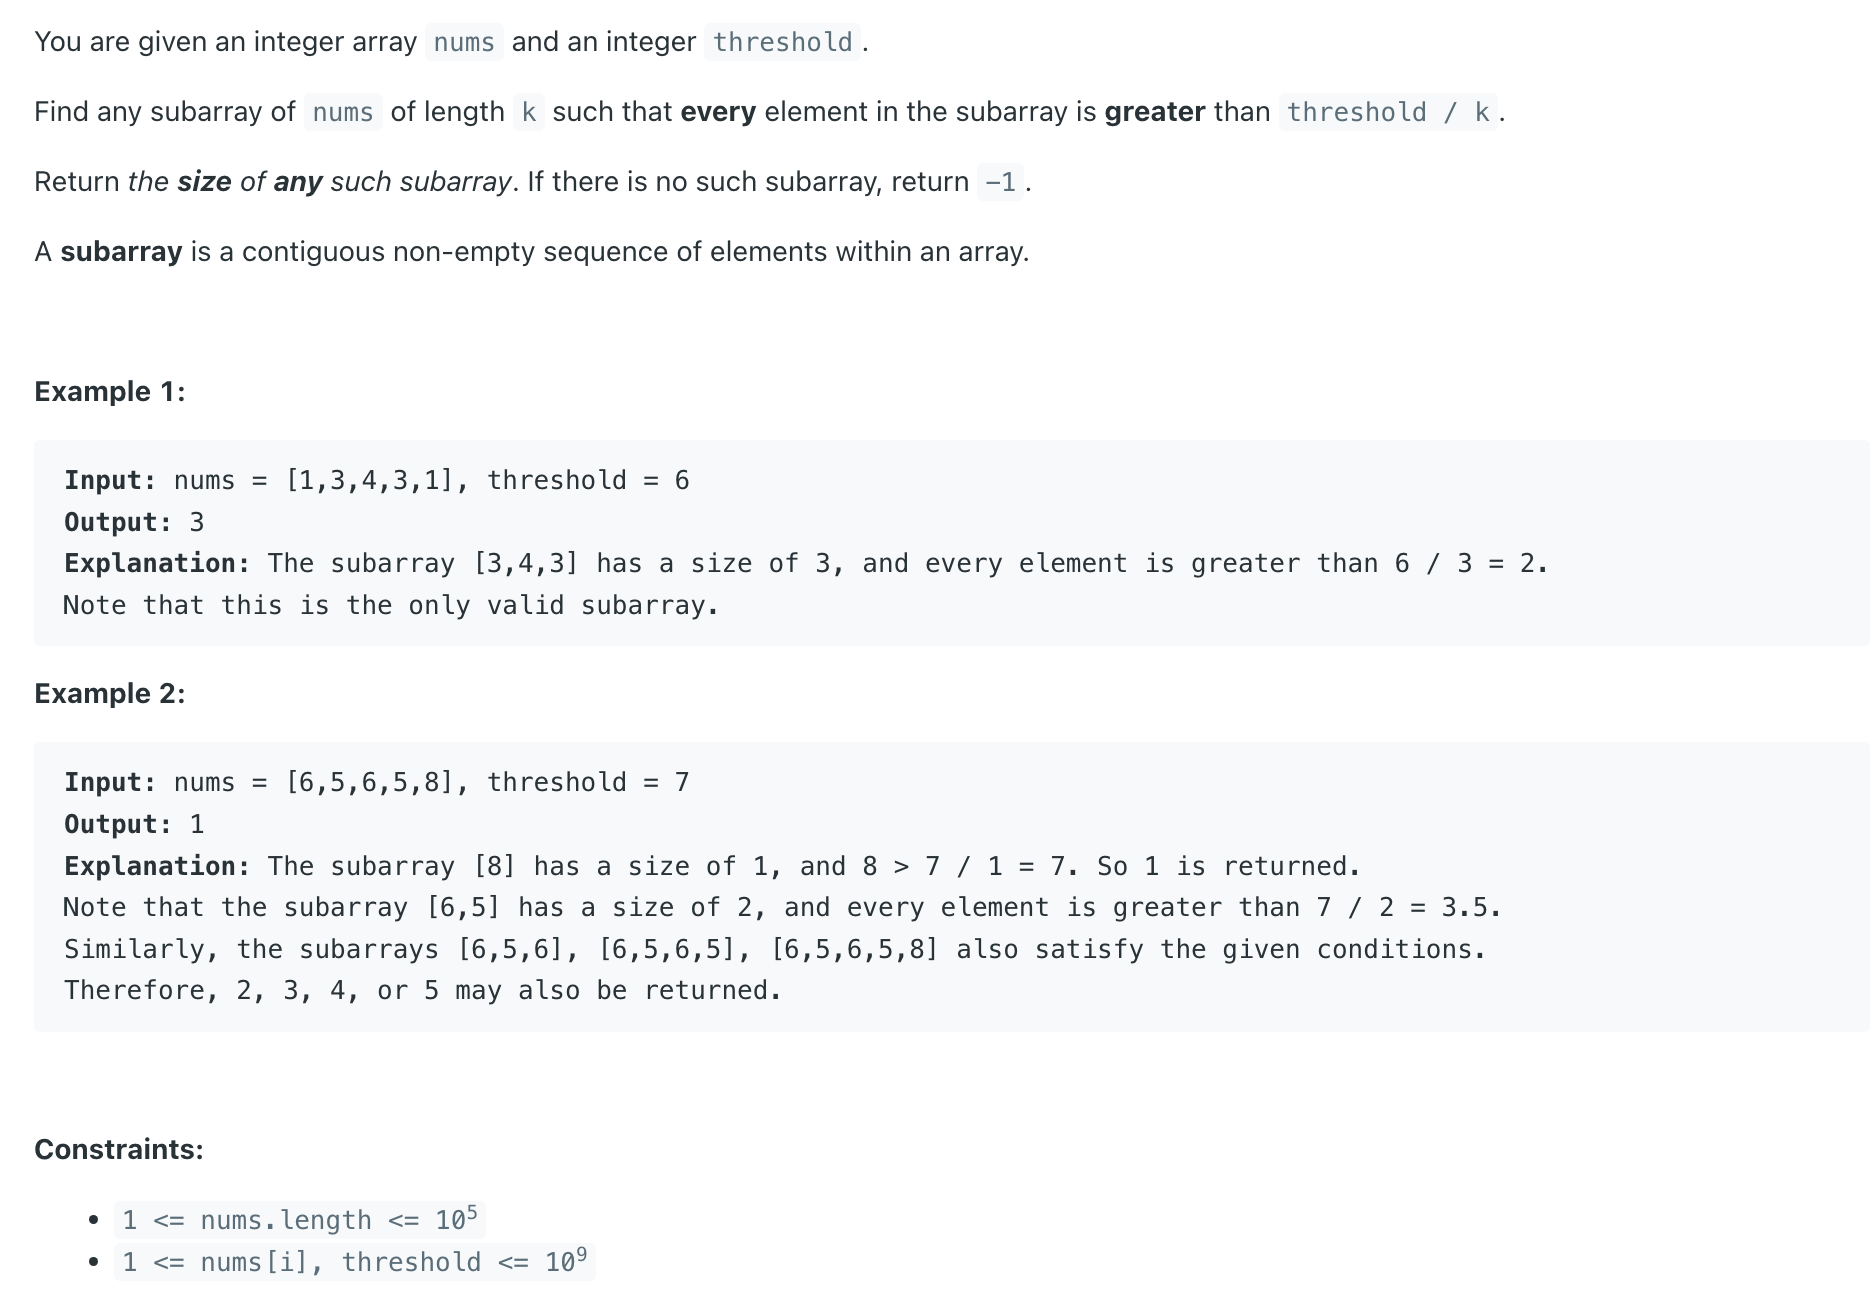 You are given an integer array nums and an integer threshold.
Find any subarray of nums of length k such that every element in the subarray is greater than threshold / k.
Return the size of any such subarray. If there is no such subarray, return -1.
A subarray is a contiguous non-empty sequence of elements within an array.
Example 1:
Input: nums = [1,3,4,3,1], threshold = 6
Output: 3
Explanation: The subarray [3,4,3] has a size of 3, and every element is greater than 6 / 3 = 2.
Note that this is the only valid subarray.
Example 2:
Input: nums = [6,5,6,5,8], threshold = 7
Output: 1
Explanation: The subarray [8] has a size of 1, and 8 > 7 / 1 = 7. So 1 is returned.
Note that the subarray [6,5] has a size of 2, and every element is greater than 7 / 2 = 3.5.
Similarly, the subarrays [6,5,6], [6,5,6,5], [6,5,6,5,8] also satisfy the given conditions.
Therefore, 2, 3, 4, or 5 may also be returned.
Constraints:
• 1 <= nums.length <= 10⁵
• 1 <= nums[i], threshold <= 10⁹